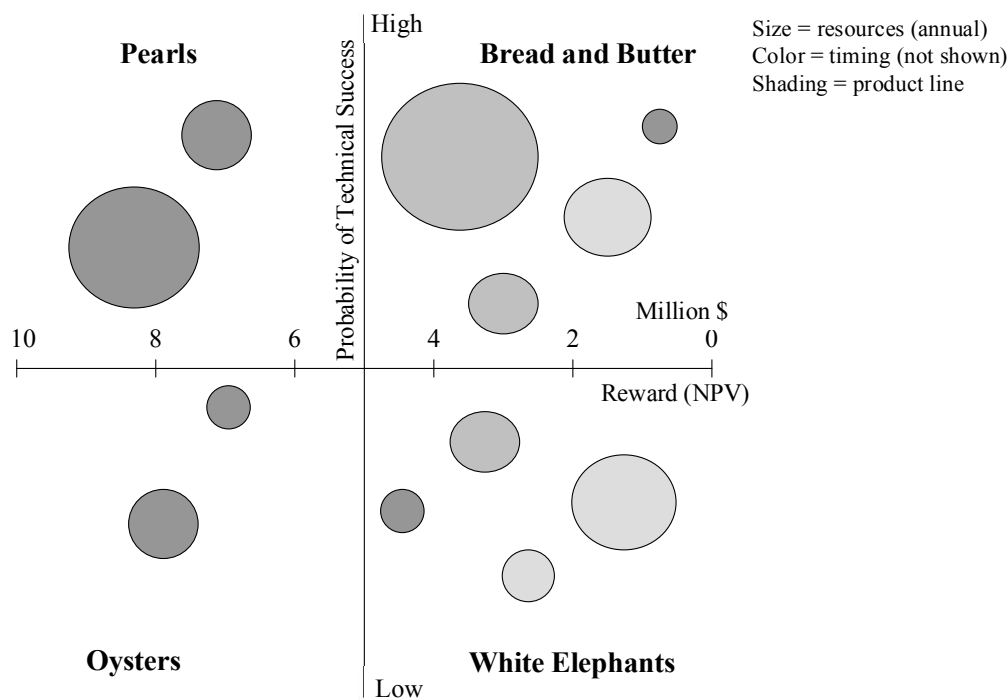 High
Size = resources (annual)
Color = timing (not shown)
Shading = product line
Pearls
Bread and Butter
Probability of Technical Success
Million $
10 8 6 4 2 0
Reward (NPV)
Oysters
White Elephants
Low